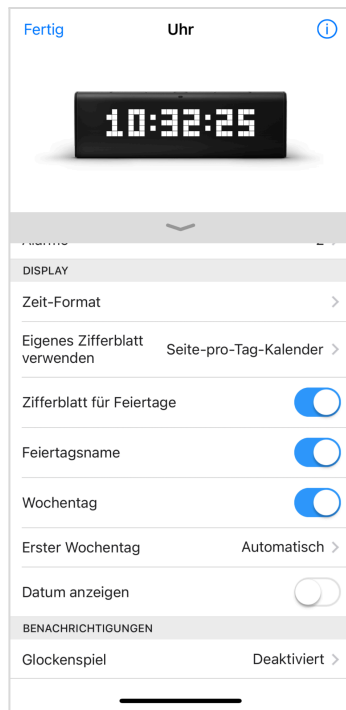 Fertig
Uhr
10:32:25
DISPLAY
Zeit-Format
Eigenes Zifferblatt
verwenden
Seite-pro-Tag-Kalender
Zifferblatt für Feiertage
Feiertagsname
Wochentag
Erster Wochentag
Automatisch
Datum anzeigen
BENACHRICHTIGUNGEN
Glockenspiel
Deaktiviert